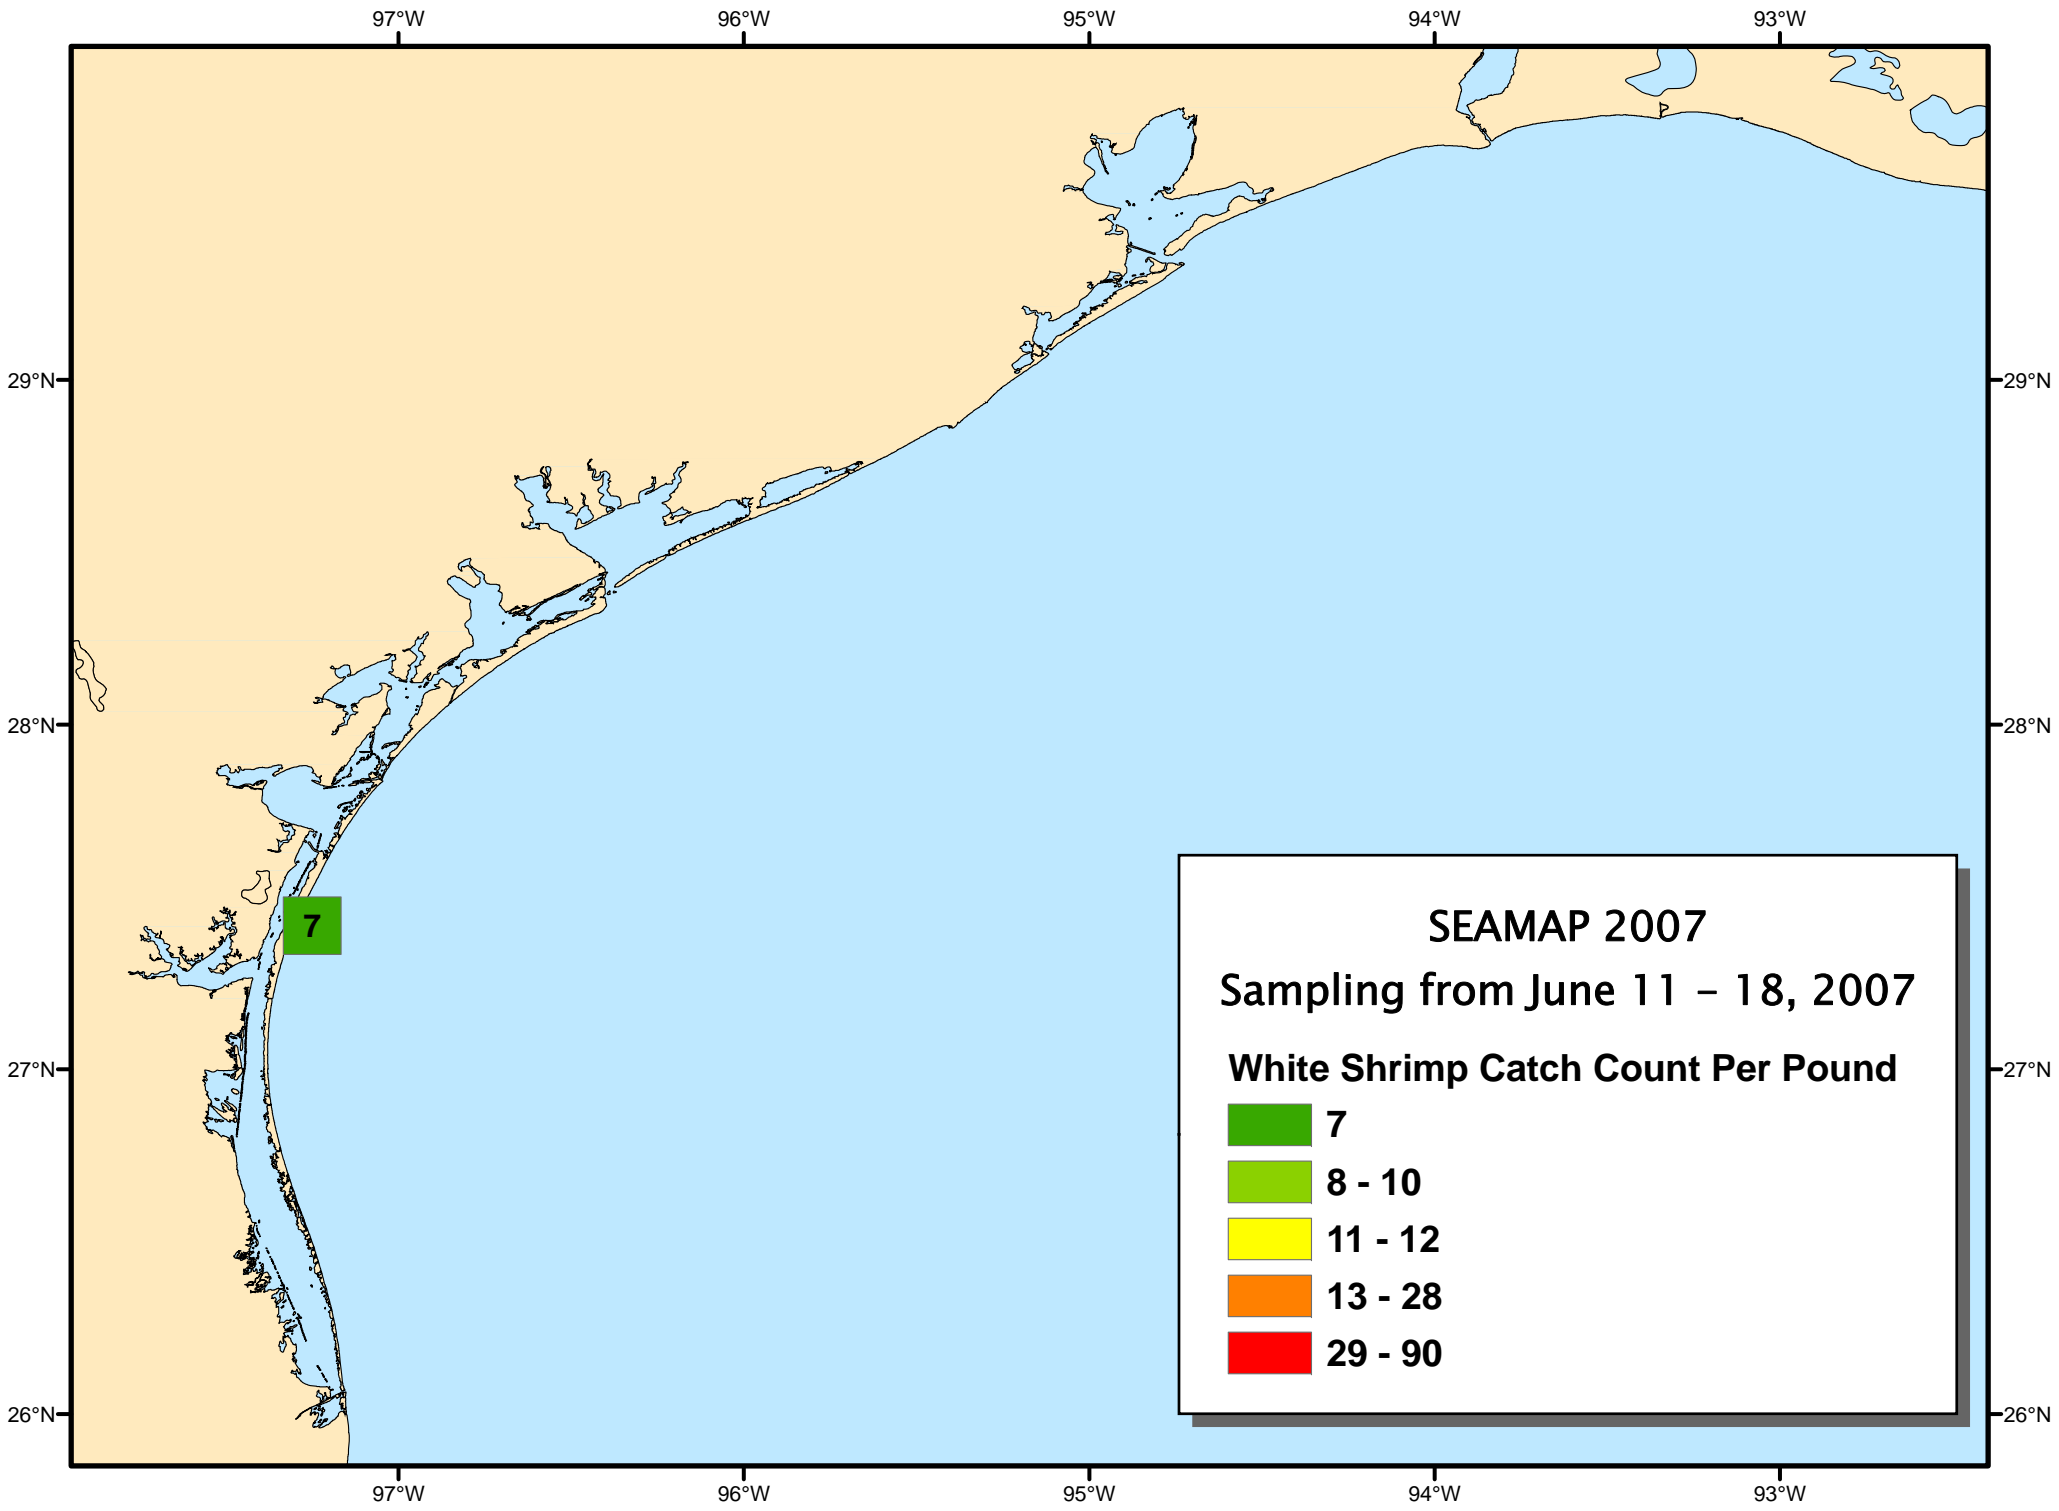 97°W 96°W 95°W 94°W 93°W
29°N 29°N
28°N 28°N
7
SEAMAP 2007
Sampling from June 11 – 18, 2007
27°N 27°N
White Shrimp Catch Count Per Pound
7
8 - 10
11 - 12
13 - 28
29 - 90
26°N 26°N
97°W 96°W 95°W 94°W 93°W